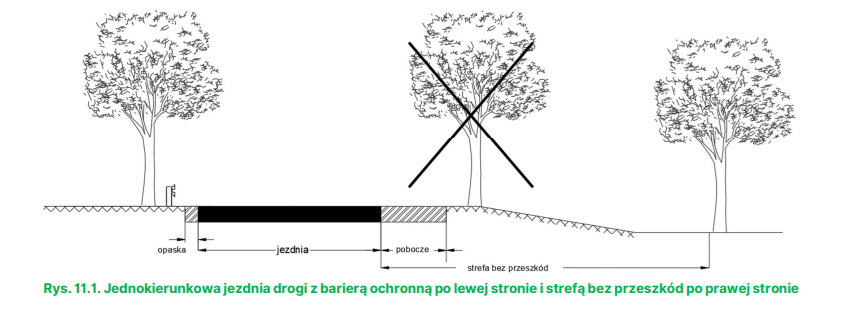 opaska
jezdnia
pobocze
strefa bez przeszkód
Rys. 11.1. Jednokierunkowa jezdnia drogi z barierą ochronną po lewej stronie i strefą bez przeszkód po prawej stronie